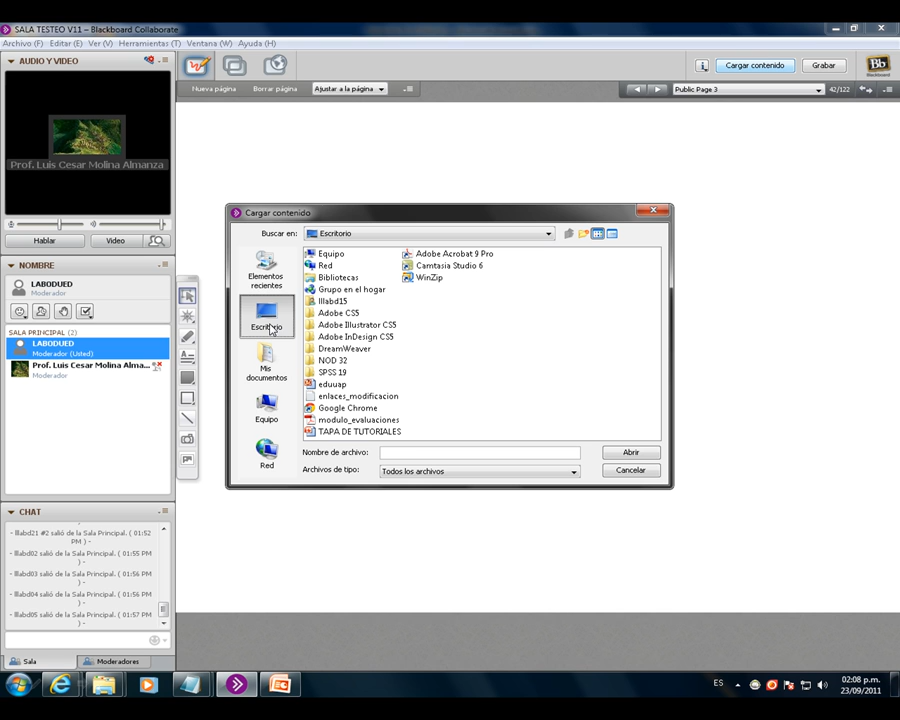 SALA TESTEO V11 – Blackboard Collaborate
Archivo (F) Editar (E) Ver (V) Herramientas (T) Ventana (W) Ayuda (H)
AUDIO Y VIDEO
Prof. Luis Cesar Molina Almanza
Hablar
Video
NOMBRE
LABODUED
Moderador
SALA PRINCIPAL (2)
LABODUED
Moderador (Usted)
Prof. Luis Cesar Molina Alma...
Moderador
CHAT
- lllabd21 #2 salió de la Sala Principal. ( 01:52
PM ) -
- lllabd02 salió de la Sala Principal. ( 01:55 PM
) -
- lllabd03 salió de la Sala Principal. ( 01:56 PM
) -
- lllabd04 salió de la Sala Principal. ( 01:56 PM
) -
- lllabd05 salió de la Sala Principal. ( 01:57 PM
) -
Sala
Moderadores
Cargar contenido
Grabar
Bb
Blackboard
Nueva página
Borrar página
Ajustar a la página
Public Page 3
42/122
Cargar contenido
Buscar en:
Escritorio
Elementos
recientes
Escritorio
Mis
documentos
Equipo
Red
Equipo
Red
Bibliotecas
Grupo en el hogar
lllabd15
Adobe CS5
Adobe Illustrator CS5
Adobe InDesign CS5
DreamWeaver
NOD 32
SPSS 19
eduuap
enlaces_modificacion
Google Chrome
modulo_evaluaciones
TAPA DE TUTORIALES
Adobe Acrobat 9 Pro
Camtasia Studio 6
WinZip
Nombre de archivo:
Abrir
Archivos de tipo:
Todos los archivos
Cancelar
ES
02:08 p.m.
23/09/2011